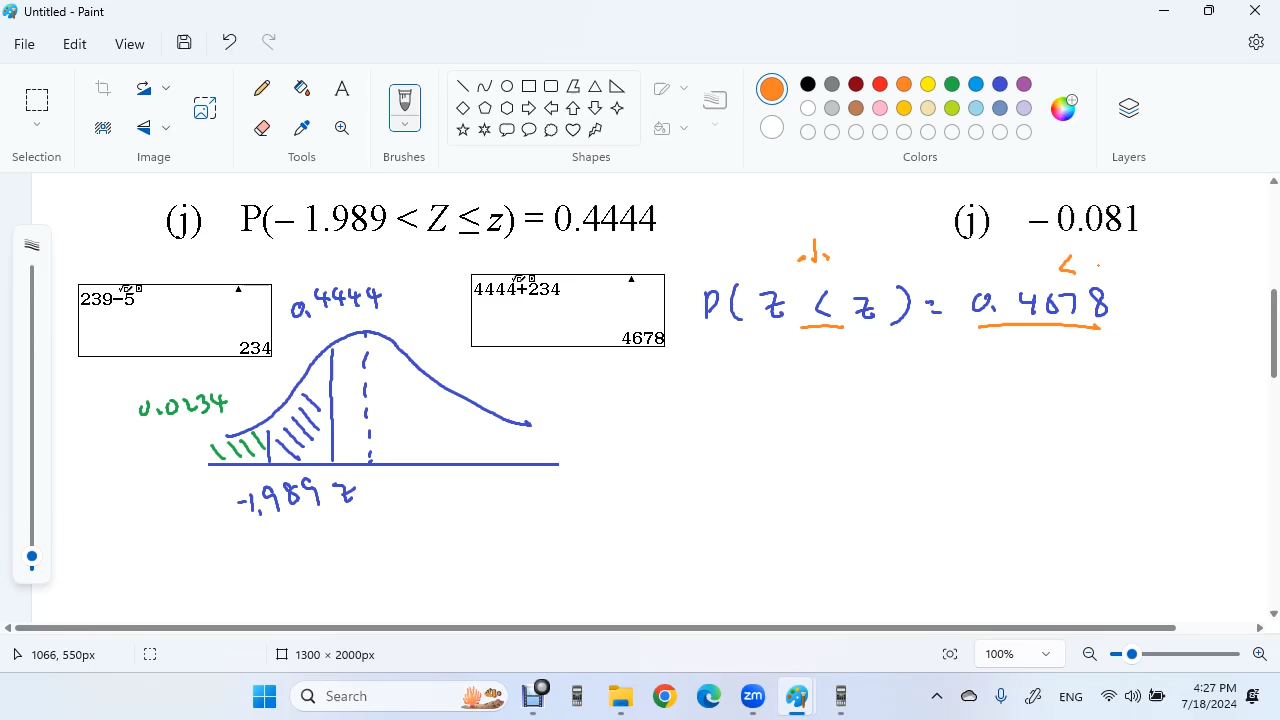 Untitled - Paint
File Edit View
Selection Image Tools Brushes Shapes Colors Layers
(j) P(– 1.989 < Z ≤ z) = 0.4444 (j) – 0.081
<
239−5
234
0.4444
4444+234
4678
P( Z < z ) = 0.4678
0.0234
-1.989 z
1066, 550px
1300 × 2000px
100%
Search
zm
ENG
4:27 PM
7/18/2024